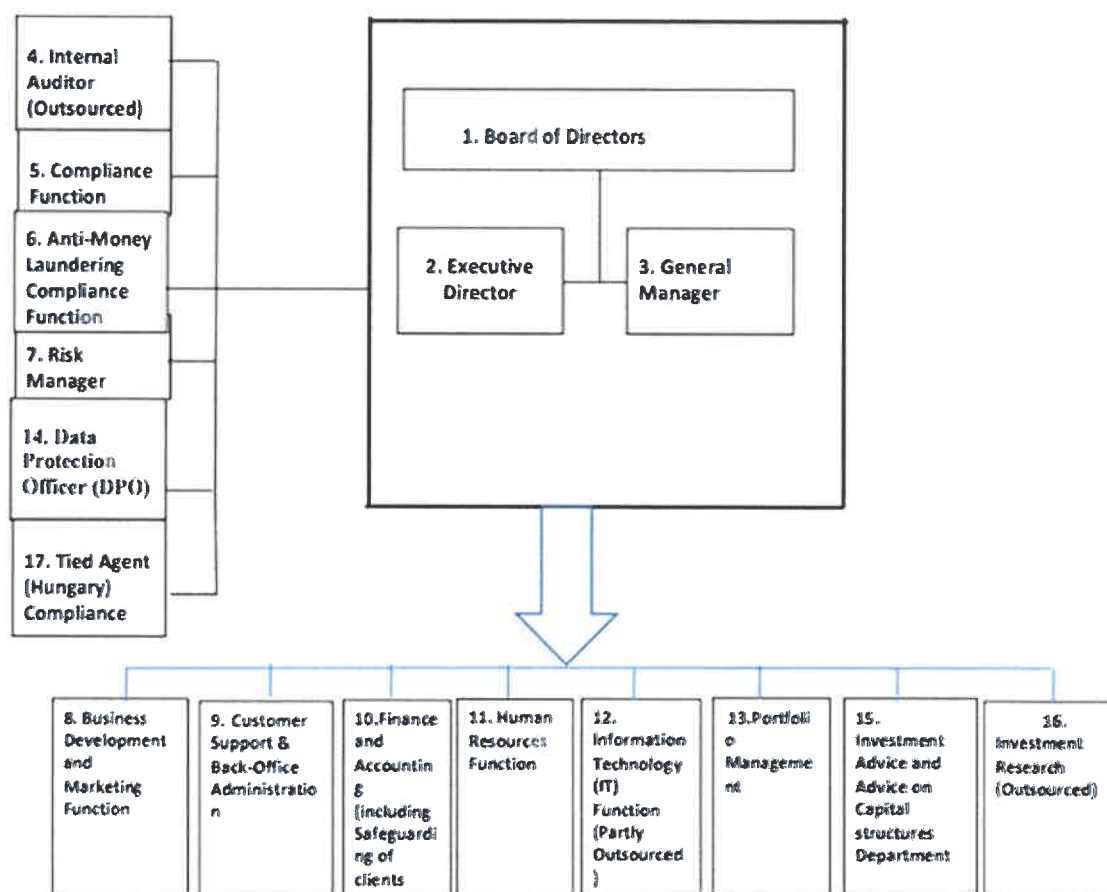 4. Internal
Auditor
(Outsourced)
5. Compliance
Function
6. Anti-Money
Laundering
Compliance
Function
7. Risk
Manager
14. Data
Protection
Officer (DPO)
17. Tied Agent
(Hungary)
Compliance
1. Board of Directors
2. Executive
Director
3. General
Manager
8. Business
Development
and
Marketing
Function
9. Customer
Support &
Back-Office
Administratio
n
10.Finance
and
Accountin
g
(including
Safeguardi
ng of
clients
11. Human
Resources
Function
12.
Information
Technology
(IT)
Function
(Partly
Outsourced
)
13.Portfoli
o
Manageme
nt
15.
Investment
Advice and
Advice on
Capital
structures
Department
16.
Investment
Research
(Outsourced)